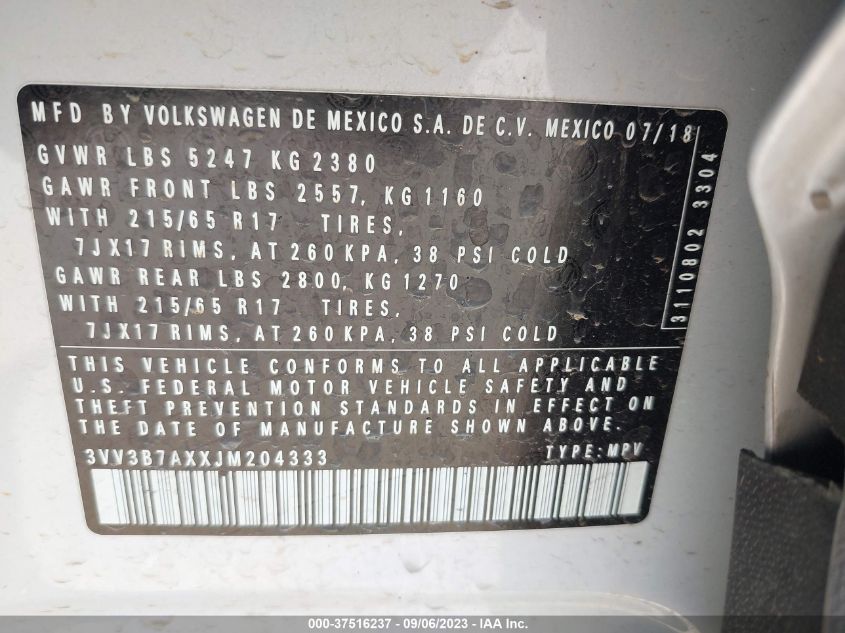 MFD BY VOLKSWAGEN DE MEXICO S.A. DE C.V. MEXICO 07/18
GVWR LBS 5247 KG 2380
GAWR FRONT LBS 2557, KG 1160
WITH 215/65 R17 TIRES,
7JX17 RIMS, AT 260 KPA, 38 PSI COLD
GAWR REAR LBS 2800, KG 1270
WITH 215/65 R17 TIRES,
7JX17 RIMS, AT 260 KPA, 38 PSI COLD
3110802 3304
THIS VEHICLE CONFORMS TO ALL APPLICABLE
U.S. FEDERAL MOTOR VEHICLE SAFETY AND
THEFT PREVENTION STANDARDS IN EFFECT ON
THE DATE OF MANUFACTURE SHOWN ABOVE.
3VV3B7AXXJM204333 TYPE: MPV
000-37516237 - 09/06/2023 - IAA Inc.